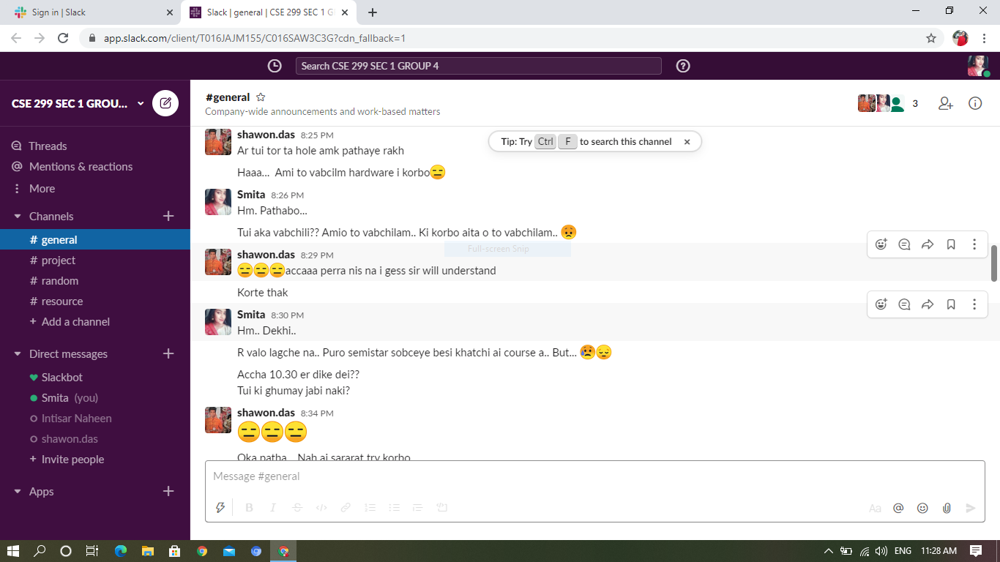 Sign in | Slack
Slack | general | CSE 299 SEC 1 G
app.slack.com/client/T016JAJM155/C016SAW3C3G?cdn_fallback=1
Search CSE 299 SEC 1 GROUP 4
CSE 299 SEC 1 GROU...
Threads
Mentions & reactions
More
Channels
# general
# project
# random
# resource
+ Add a channel
Direct messages
Slackbot
Smita (you)
Intisar Naheen
shawon.das
+ Invite people
Apps
#general
Company-wide announcements and work-based matters
3
Tip: Try Ctrl F to search this channel
shawon.das 8:25 PM
Ar tui tor ta hole amk pathaye rakh
Haaa... Ami to vabcilm hardware i korbo😑
Smita 8:26 PM
Hm. Pathabo...
Tui aka vabchili?? Amio to vabchilam.. Ki korbo aita o to vabchilam.. 😟
Full-screen Snip
shawon.das 8:29 PM
😑😑😑accaaa perra nis na i gess sir will understand
Korte thak
Smita 8:30 PM
Hm.. Dekhi..
R valo lagche na.. Puro semistar sobceye besi khatchi ai course a.. But... 😥😔
Accha 10.30 er dike dei??
Tui ki ghumay jabi naki?
shawon.das 8:34 PM
😑😑😑
Oka patha... Nah ai sararat try korbo
Message #general
B I S </> Aa @
ENG 11:28 AM